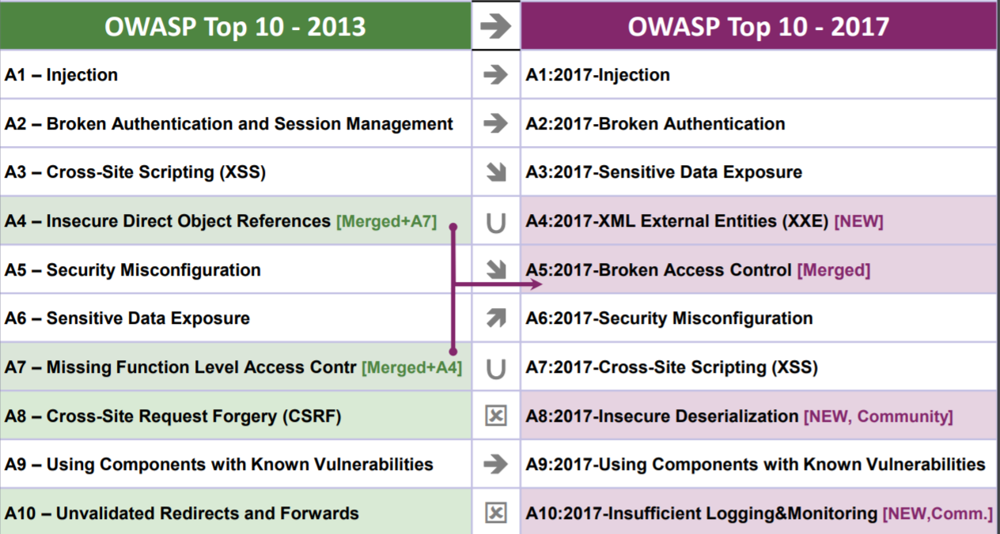 OWASP Top 10 - 2013 OWASP Top 10 - 2017
A1 – Injection A1:2017-Injection
A2 – Broken Authentication and Session Management A2:2017-Broken Authentication
A3 – Cross-Site Scripting (XSS) A3:2017-Sensitive Data Exposure
A4 – Insecure Direct Object References [Merged+A7] A4:2017-XML External Entities (XXE) [NEW]
A5 – Security Misconfiguration A5:2017-Broken Access Control [Merged]
A6 – Sensitive Data Exposure A6:2017-Security Misconfiguration
A7 – Missing Function Level Access Contr [Merged+A4] A7:2017-Cross-Site Scripting (XSS)
A8 – Cross-Site Request Forgery (CSRF) A8:2017-Insecure Deserialization [NEW, Community]
A9 – Using Components with Known Vulnerabilities A9:2017-Using Components with Known Vulnerabilities
A10 – Unvalidated Redirects and Forwards A10:2017-Insufficient Logging&Monitoring [NEW,Comm.]